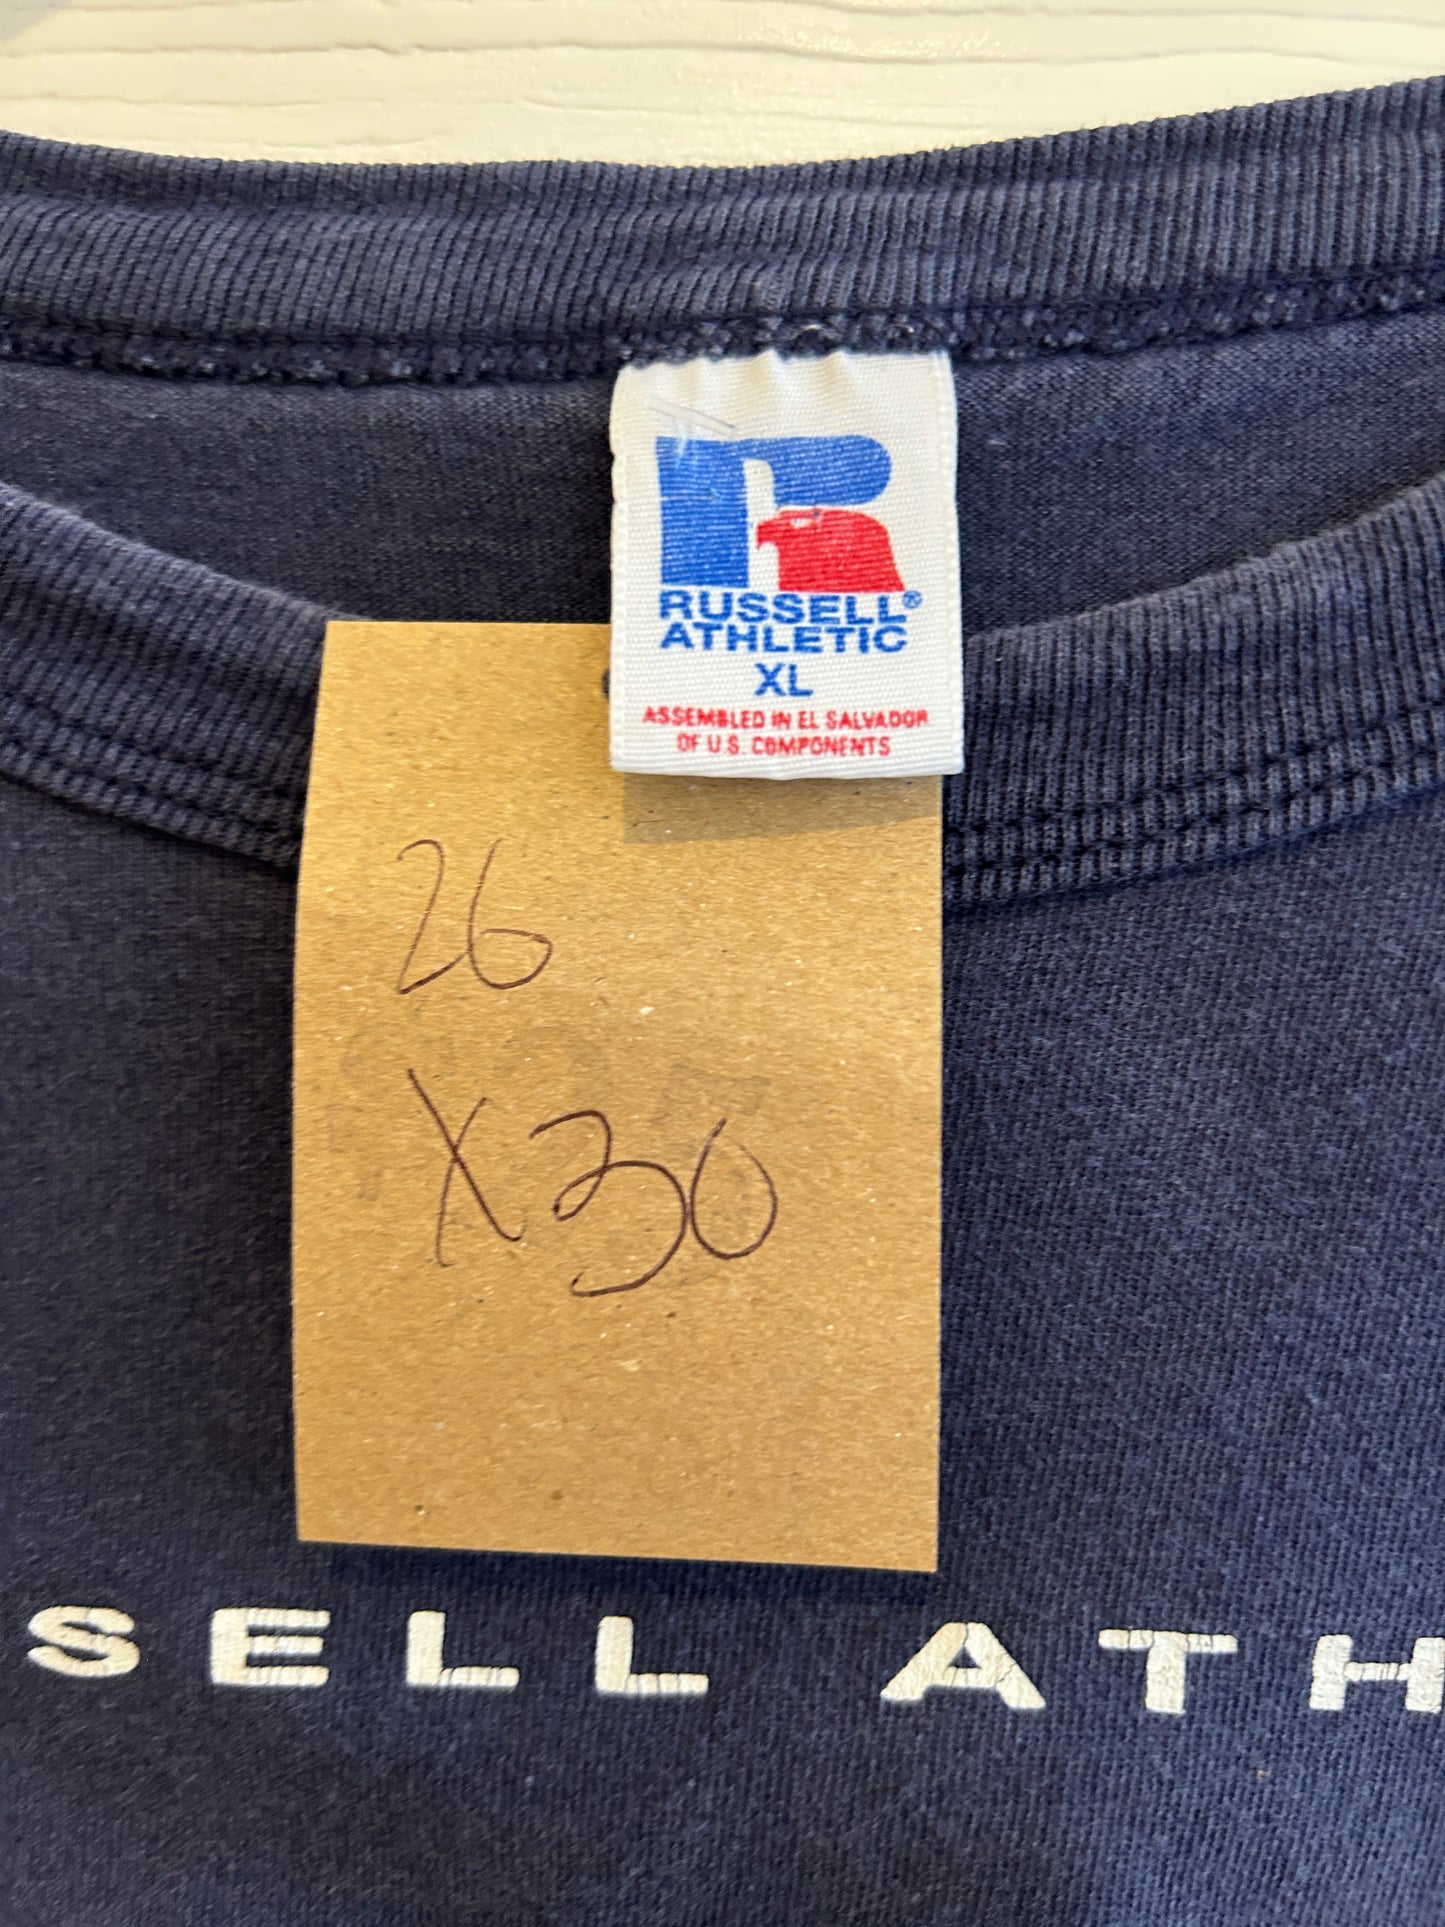 RUSSELL®
ATHLETIC
XL
ASSEMBLED IN EL SALVADOR
OF U.S. COMPONENTS
26
X30
SELL ATH